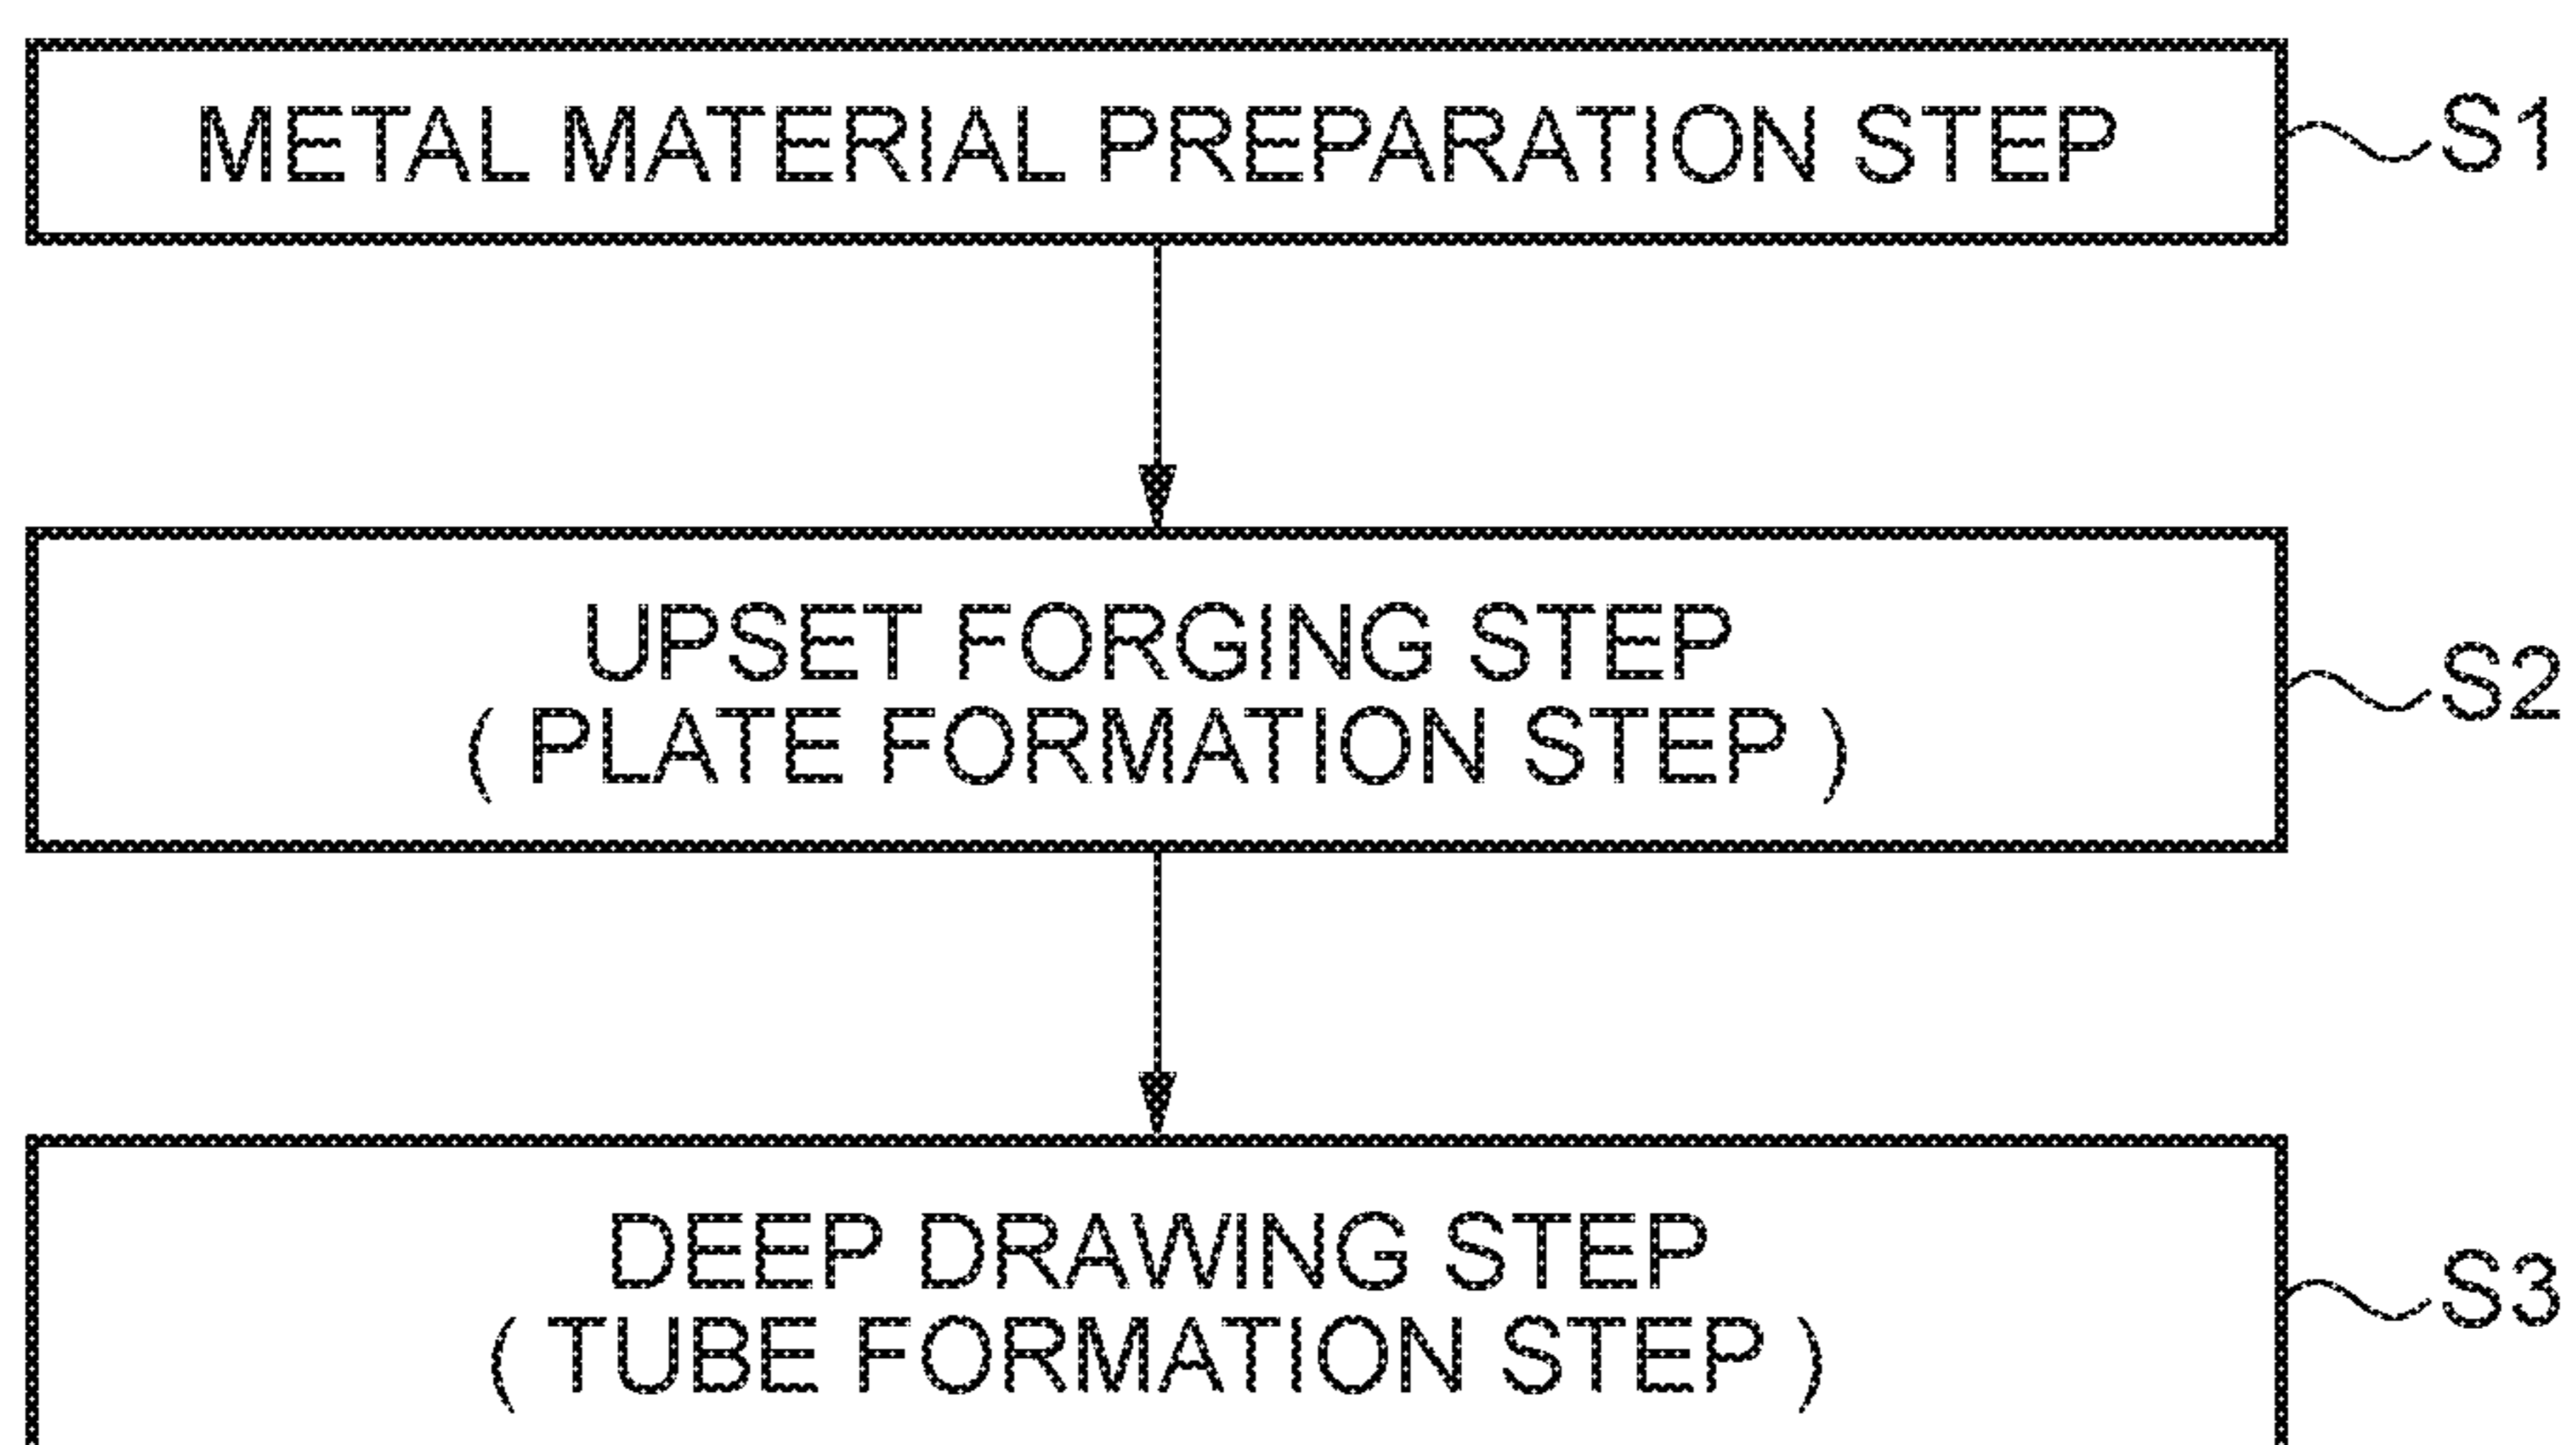 METAL MATERIAL PREPARATION STEP
S1
UPSET FORGING STEP
( PLATE FORMATION STEP )
S2
DEEP DRAWING STEP
( TUBE FORMATION STEP )
S3